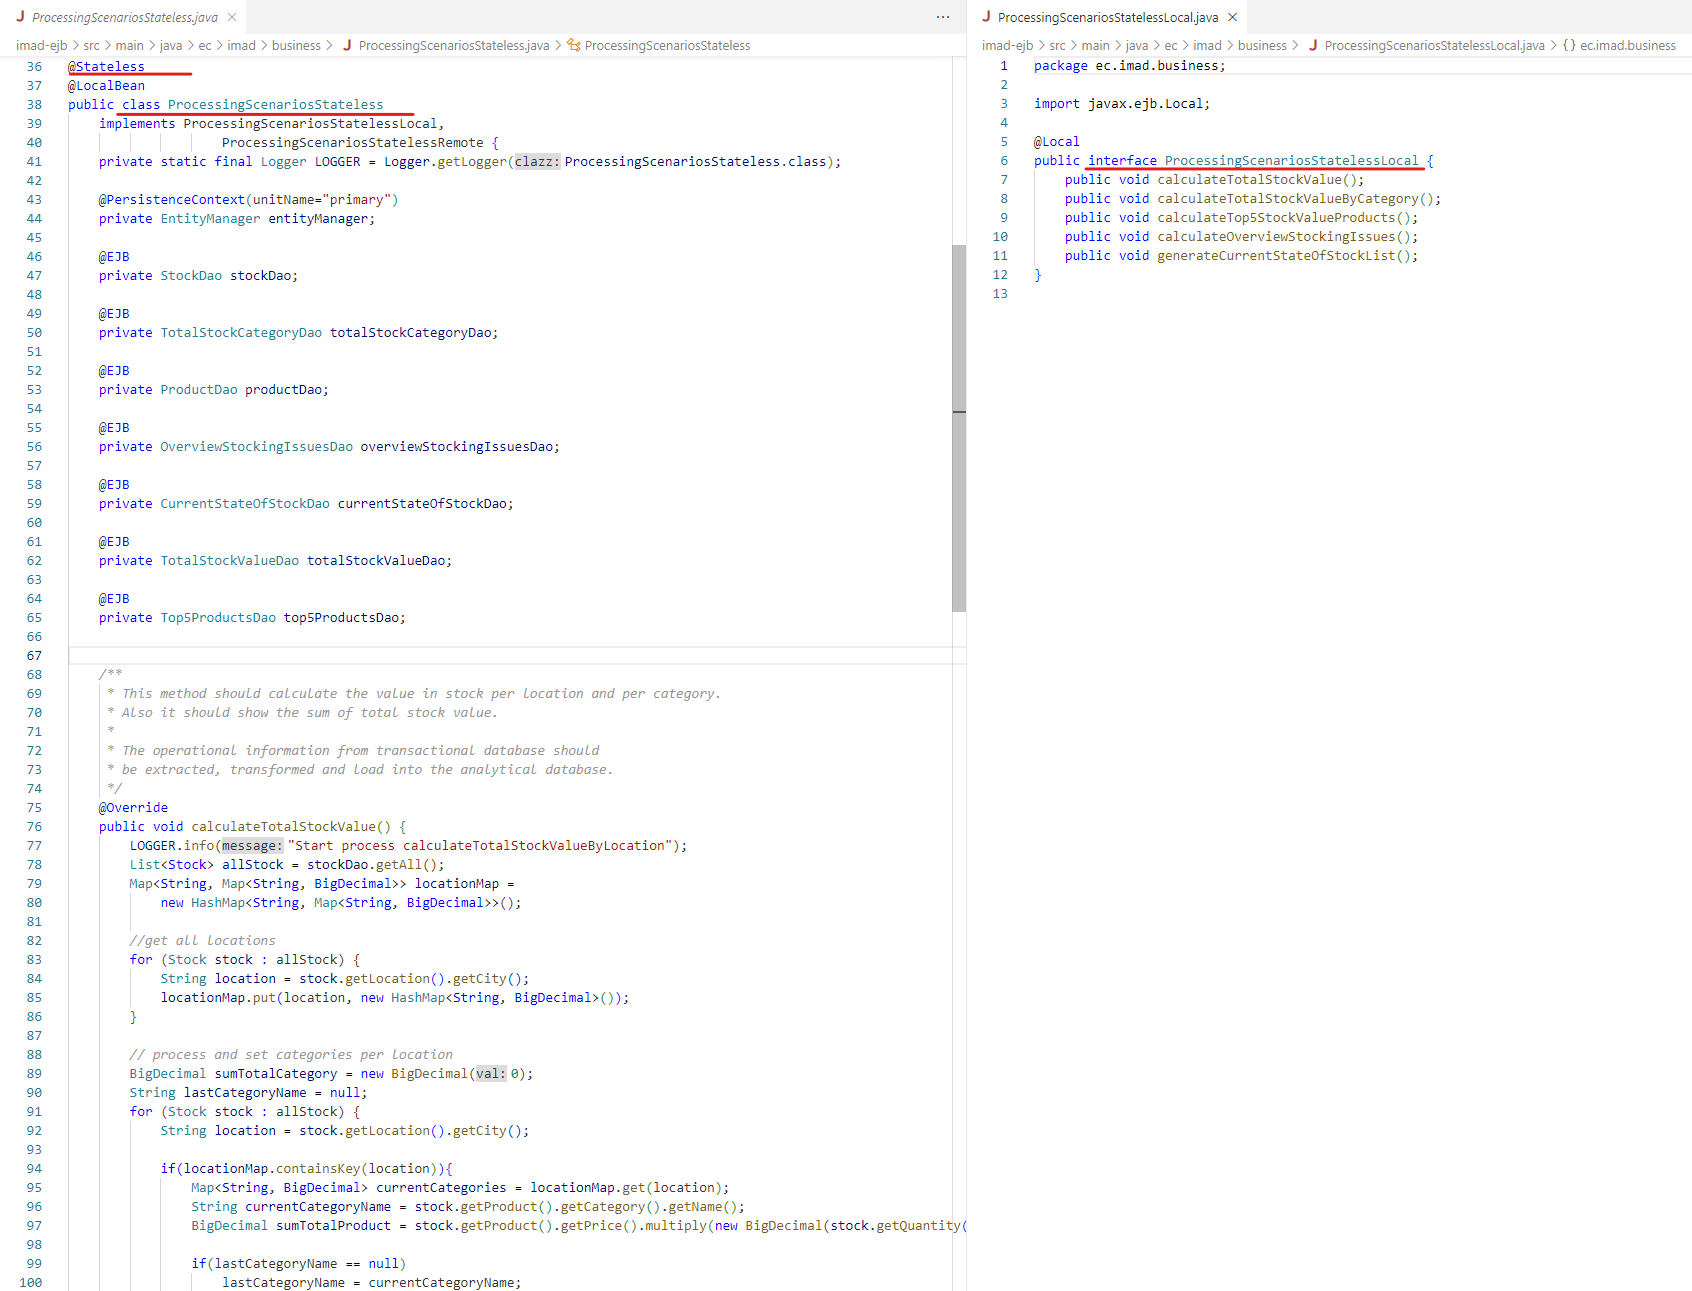 ProcessingScenariosStateless.java
imad-ejb > src > main > java > ec > imad > business > ProcessingScenariosStateless.java > ProcessingScenariosStateless
36 @Stateless
37 @LocalBean
38 public class ProcessingScenariosStateless
39     implements ProcessingScenariosStatelessLocal,
40                     ProcessingScenariosStatelessRemote {
41     private static final Logger LOGGER = Logger.getLogger(clazz: ProcessingScenariosStateless.class);
42
43     @PersistenceContext(unitName="primary")
44     private EntityManager entityManager;
45
46     @EJB
47     private StockDao stockDao;
48
49     @EJB
50     private TotalStockCategoryDao totalStockCategoryDao;
51
52     @EJB
53     private ProductDao productDao;
54
55     @EJB
56     private OverviewStockingIssuesDao overviewStockingIssuesDao;
57
58     @EJB
59     private CurrentStateOfStockDao currentStateOfStockDao;
60
61     @EJB
62     private TotalStockValueDao totalStockValueDao;
63
64     @EJB
65     private Top5ProductsDao top5ProductsDao;
66
67
68     /**
69      * This method should calculate the value in stock per location and per category.
70      * Also it should show the sum of total stock value.
71      *
72      * The operational information from transactional database should
73      * be extracted, transformed and load into the analytical database.
74      */
75     @Override
76     public void calculateTotalStockValue() {
77         LOGGER.info(message: "Start process calculateTotalStockValueByLocation");
78         List<Stock> allStock = stockDao.getAll();
79         Map<String, Map<String, BigDecimal>> locationMap =
80             new HashMap<String, Map<String, BigDecimal>>();
81
82         //get all locations
83         for (Stock stock : allStock) {
84             String location = stock.getLocation().getCity();
85             locationMap.put(location, new HashMap<String, BigDecimal>());
86         }
87
88         // process and set categories per location
89         BigDecimal sumTotalCategory = new BigDecimal(val: 0);
90         String lastCategoryName = null;
91         for (Stock stock : allStock) {
92             String location = stock.getLocation().getCity();
93
94             if(locationMap.containsKey(location)){
95                 Map<String, BigDecimal> currentCategories = locationMap.get(location);
96                 String currentCategoryName = stock.getProduct().getCategory().getName();
97                 BigDecimal sumTotalProduct = stock.getProduct().getPrice().multiply(new BigDecimal(stock.getQuantity(
98
99                 if(lastCategoryName == null)
100                     lastCategoryName = currentCategoryName;
ProcessingScenariosStatelessLocal.java
imad-ejb > src > main > java > ec > imad > business > ProcessingScenariosStatelessLocal.java > {} ec.imad.business
1 package ec.imad.business;
2
3 import javax.ejb.Local;
4
5 @Local
6 public interface ProcessingScenariosStatelessLocal {
7     public void calculateTotalStockValue();
8     public void calculateTotalStockValueByCategory();
9     public void calculateTop5StockValueProducts();
10     public void calculateOverviewStockingIssues();
11     public void generateCurrentStateOfStockList();
12 }
13